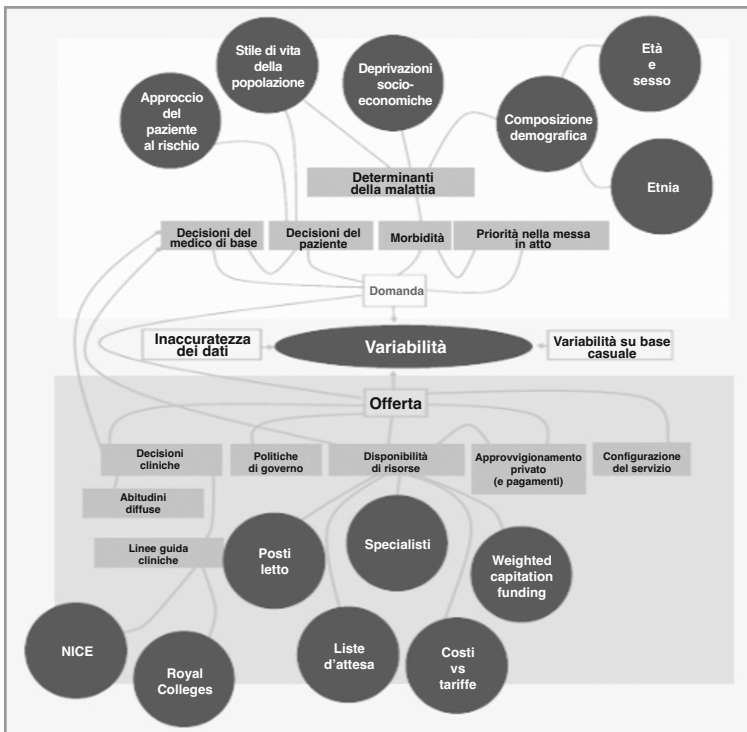 Stile di vita
della
popolazione
Deprivazioni
socio-
economiche
Età
e
sesso
Approccio
del
paziente
al rischio
Composizione
demografica
Etnia
Determinanti
della malattia
Decisioni del
medico di base
Decisioni del
paziente
Morbidità
Priorità nella messa
in atto
Domanda
Inaccuratezza
dei dati
Variabilità
Variabilità su base
casuale
Offerta
Decisioni
cliniche
Politiche
di governo
Disponibilità
di risorse
Approvvigionamento
privato
(e pagamenti)
Configurazione
del servizio
Abitudini
diffuse
Linee guida
cliniche
Posti
letto
Specialisti
Weighted
capitation
funding
NICE
Royal
Colleges
Liste
d'attesa
Costi
vs
tariffe